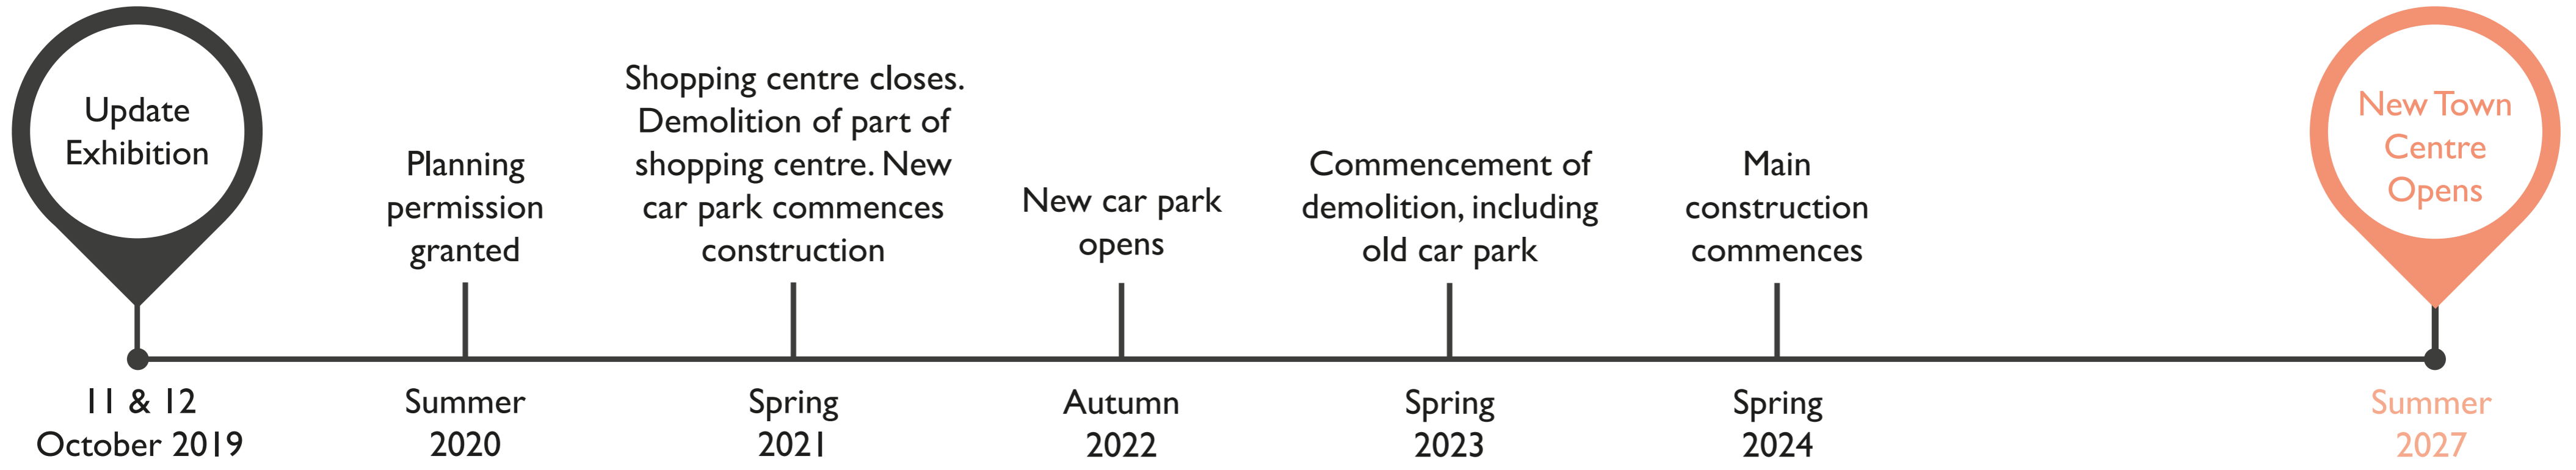 Update
Exhibition
11 & 12
October 2019
Planning
permission
granted
Summer
2020
Shopping centre closes.
Demolition of part of
shopping centre. New
car park commences
construction
Spring
2021
New car park
opens
Autumn
2022
Commencement of
demolition, including
old car park
Spring
2023
Main
construction
commences
Spring
2024
New Town
Centre
Opens
Summer
2027